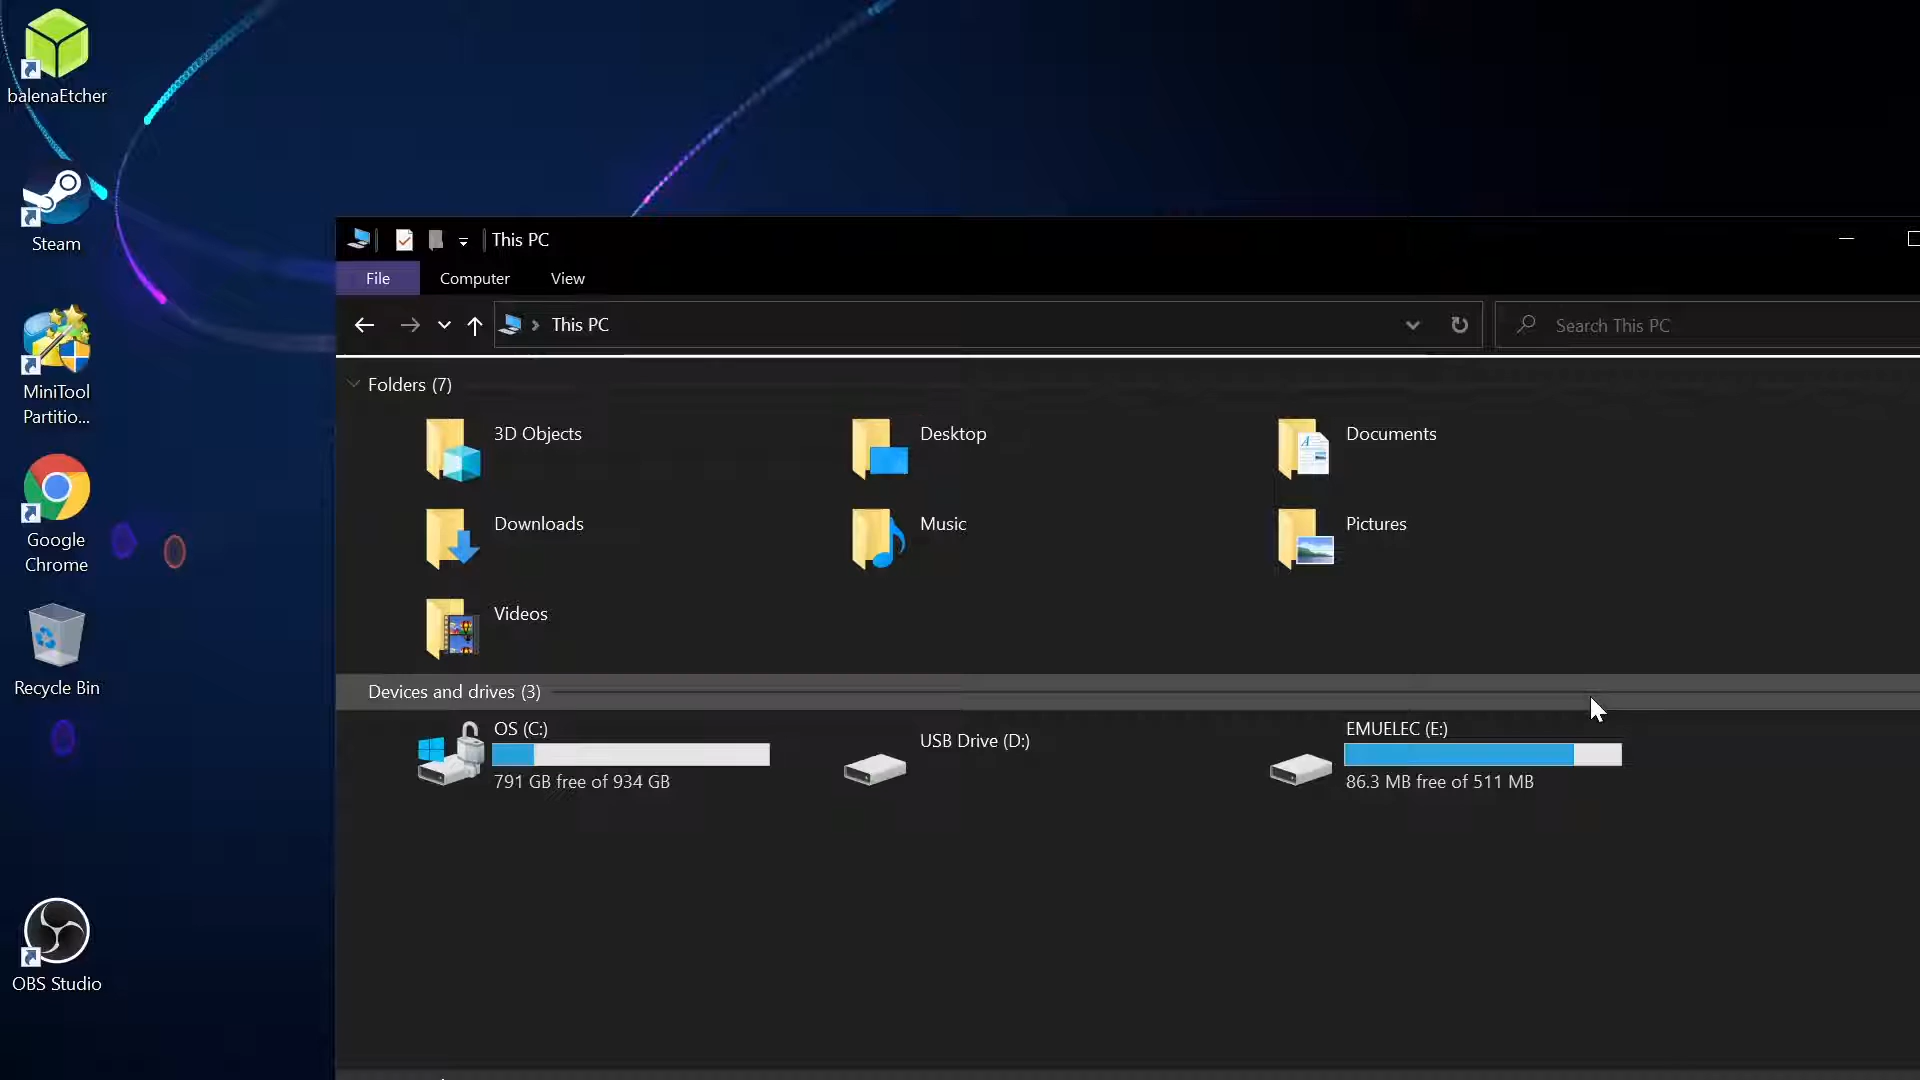 balenaEtcher
Steam
MiniTool
Partitio...
Google
Chrome
Recycle Bin
OBS Studio
This PC
File
Computer
View
This PC
Search This PC
Folders (7)
3D Objects
Desktop
Documents
Downloads
Music
Pictures
Videos
Devices and drives (3)
OS (C:)
791 GB free of 934 GB
USB Drive (D:)
EMUELEC (E:)
86.3 MB free of 511 MB